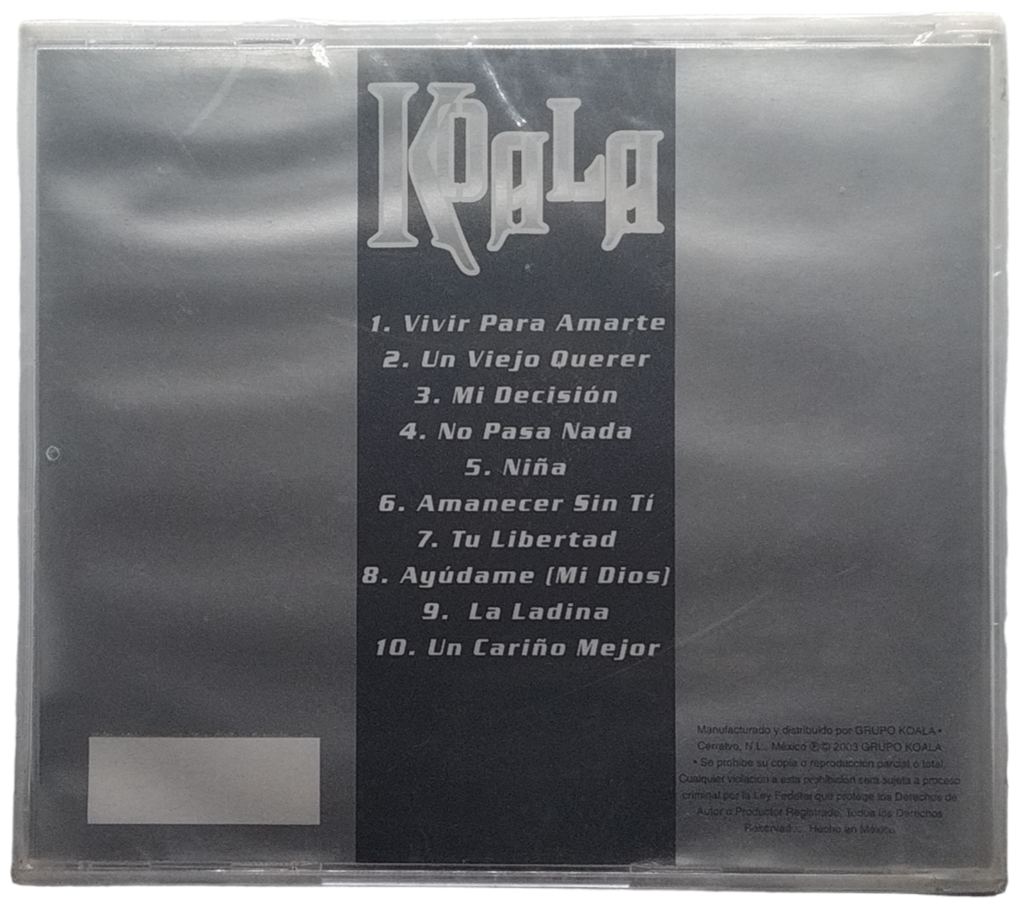 Koala
1. Vivir Para Amarte
2. Un Viejo Querer
3. Mi Decisión
4. No Pasa Nada
5. Niña
6. Amanecer Sin Tí
7. Tu Libertad
8. Ayúdame (Mi Dios)
9. La Ladina
10. Un Cariño Mejor
Manufacturado y distribuido por GRUPO KOALA •
Cerralvo, N.L. México ℗© 2003 GRUPO KOALA
• Se prohibe su copia o reproducción parcial o total.
Cualquier violación a esta prohibición será sujeta a proceso
criminal por la Ley Federal que protege los Derechos de
Autor o Productor Registrado. Todos los Derechos
Reservados. Hecho en México